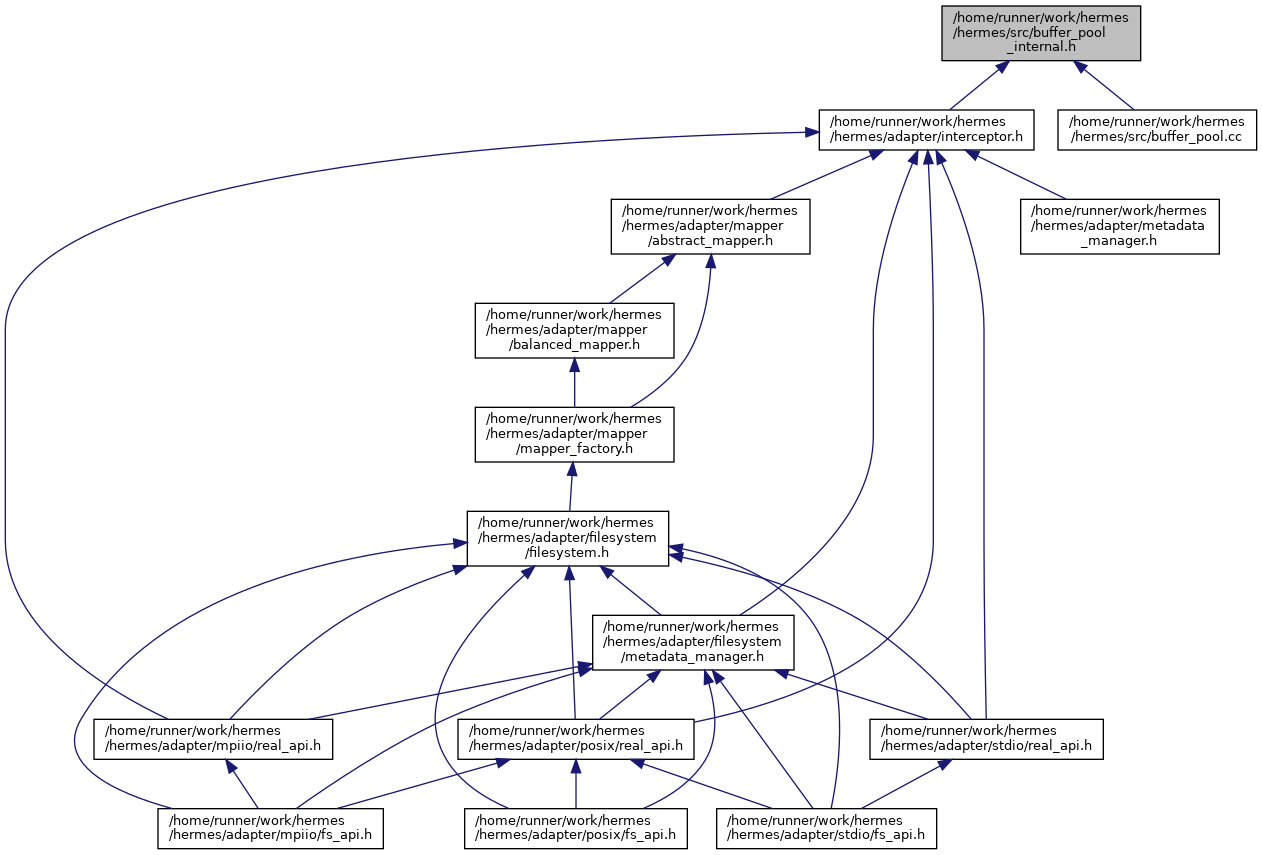 /home/runner/work/hermes
/hermes/src/buffer_pool
_internal.h
/home/runner/work/hermes
/hermes/adapter/interceptor.h
/home/runner/work/hermes
/hermes/src/buffer_pool.cc
/home/runner/work/hermes
/hermes/adapter/mapper
/abstract_mapper.h
/home/runner/work/hermes
/hermes/adapter/metadata
_manager.h
/home/runner/work/hermes
/hermes/adapter/mapper
/balanced_mapper.h
/home/runner/work/hermes
/hermes/adapter/mapper
/mapper_factory.h
/home/runner/work/hermes
/hermes/adapter/filesystem
/filesystem.h
/home/runner/work/hermes
/hermes/adapter/filesystem
/metadata_manager.h
/home/runner/work/hermes
/hermes/adapter/mpiio/real_api.h
/home/runner/work/hermes
/hermes/adapter/posix/real_api.h
/home/runner/work/hermes
/hermes/adapter/stdio/real_api.h
/home/runner/work/hermes
/hermes/adapter/mpiio/fs_api.h
/home/runner/work/hermes
/hermes/adapter/posix/fs_api.h
/home/runner/work/hermes
/hermes/adapter/stdio/fs_api.h